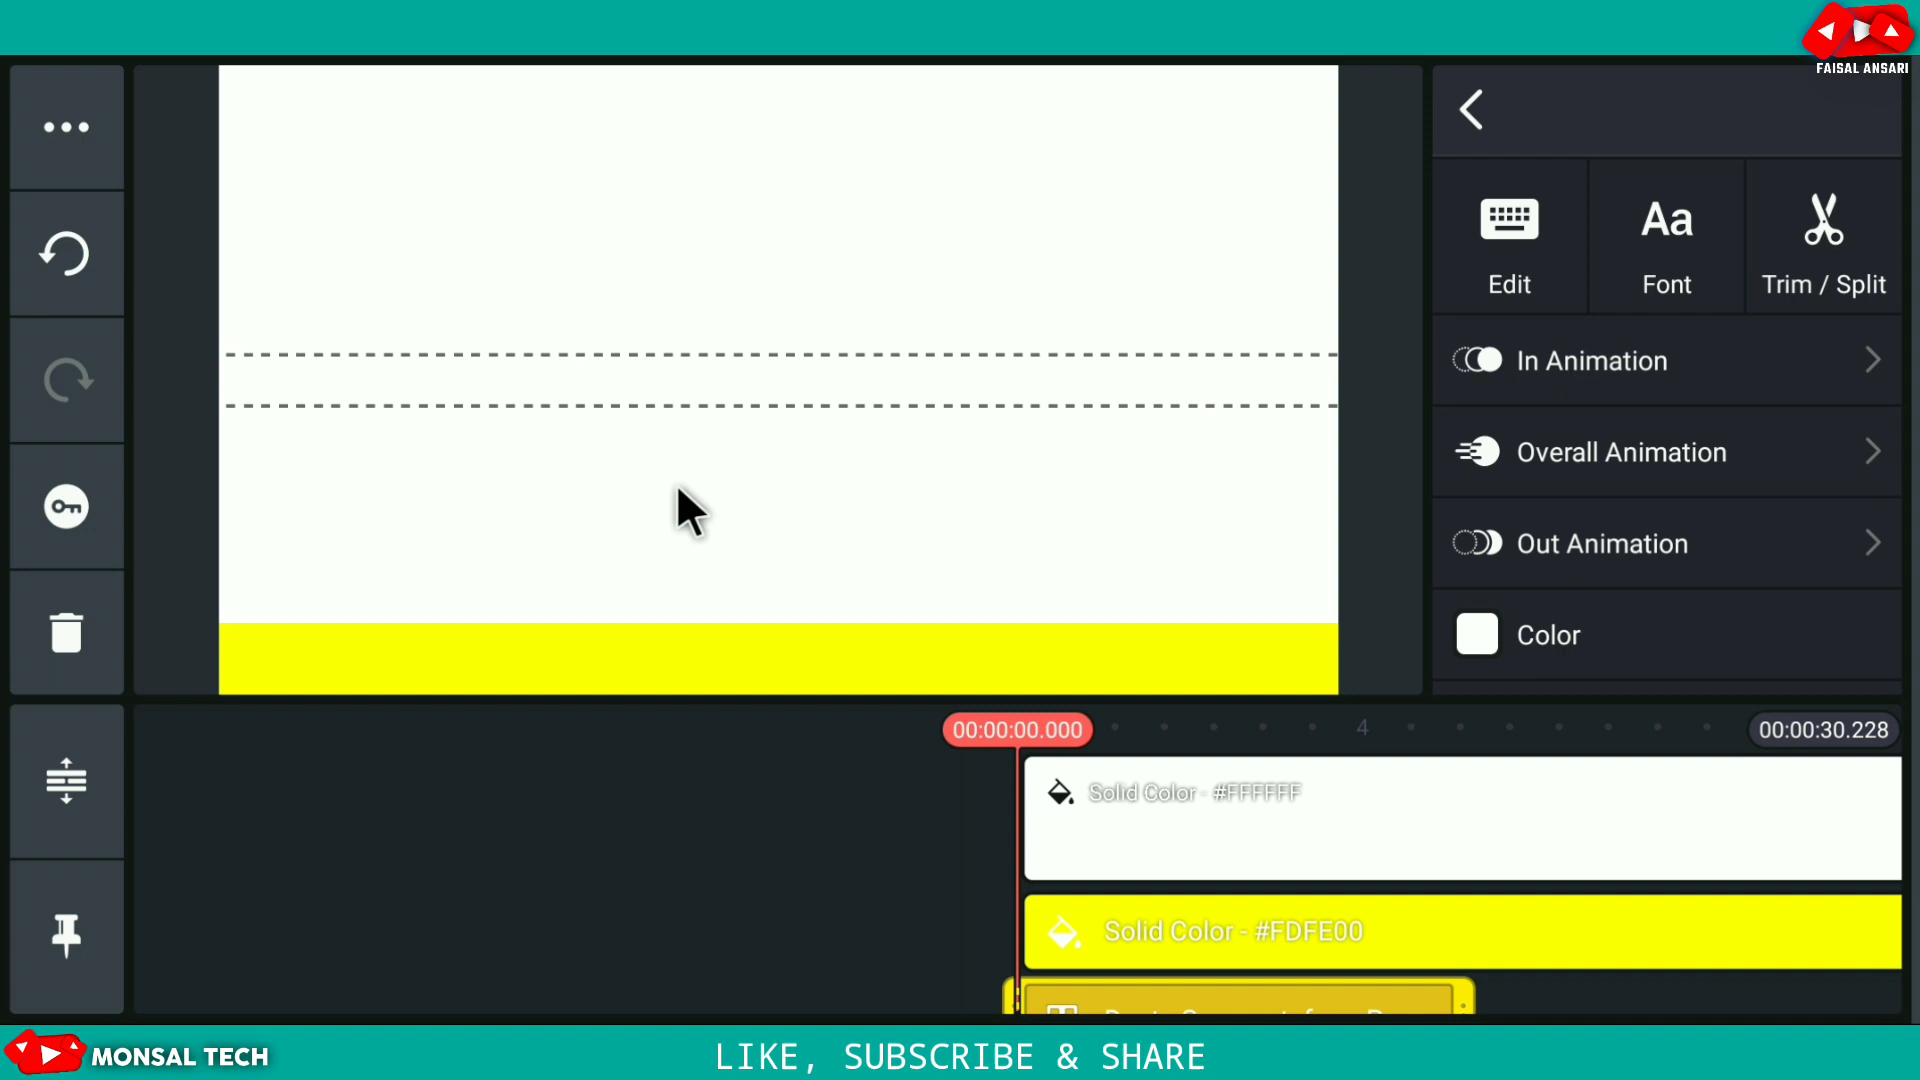 FAISAL ANSARI
Edit
Font
Trim / Split
In Animation
Overall Animation
Out Animation
Color
00:00:00.000
4
00:00:30.228
Solid Color - #FFFFFF
Solid Color - #FDFE00
MONSAL TECH
LIKE, SUBSCRIBE & SHARE